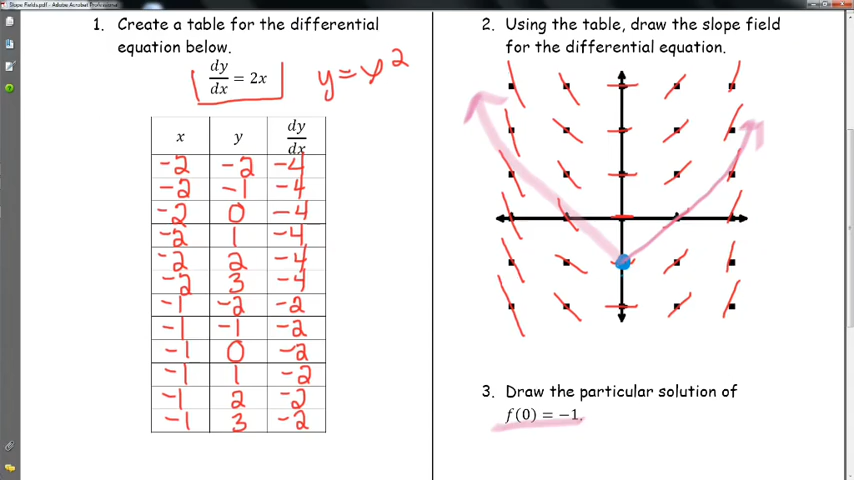 Slope Fields.pdf - Adobe Acrobat Pro
1. Create a table for the differential
equation below.
dy/dx = 2x
y = x^2
x y dy/dx
-2 -2 -4
-2 -1 -4
-2 0 -4
-2 1 -4
-2 2 -4
-2 3 -4
-1 -2 -2
-1 -1 -2
-1 0 -2
-1 1 -2
-1 2 -2
-1 3 -2
2. Using the table, draw the slope field
for the differential equation.
3. Draw the particular solution of
f(0) = -1.